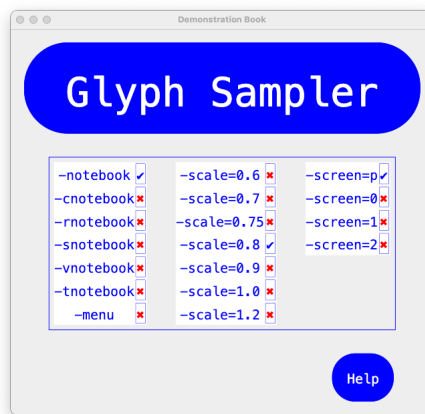 Demonstration Book
Glyph Sampler
-notebook ✔ -scale=0.6 ✖ -screen=p ✔
-cnotebook ✖ -scale=0.7 ✖ -screen=0 ✖
-rnotebook ✖ -scale=0.75 ✖ -screen=1 ✖
-snotebook ✖ -scale=0.8 ✔ -screen=2 ✖
-vnotebook ✖ -scale=0.9 ✖
-tnotebook ✖ -scale=1.0 ✖
-menu ✖ -scale=1.2 ✖
Help